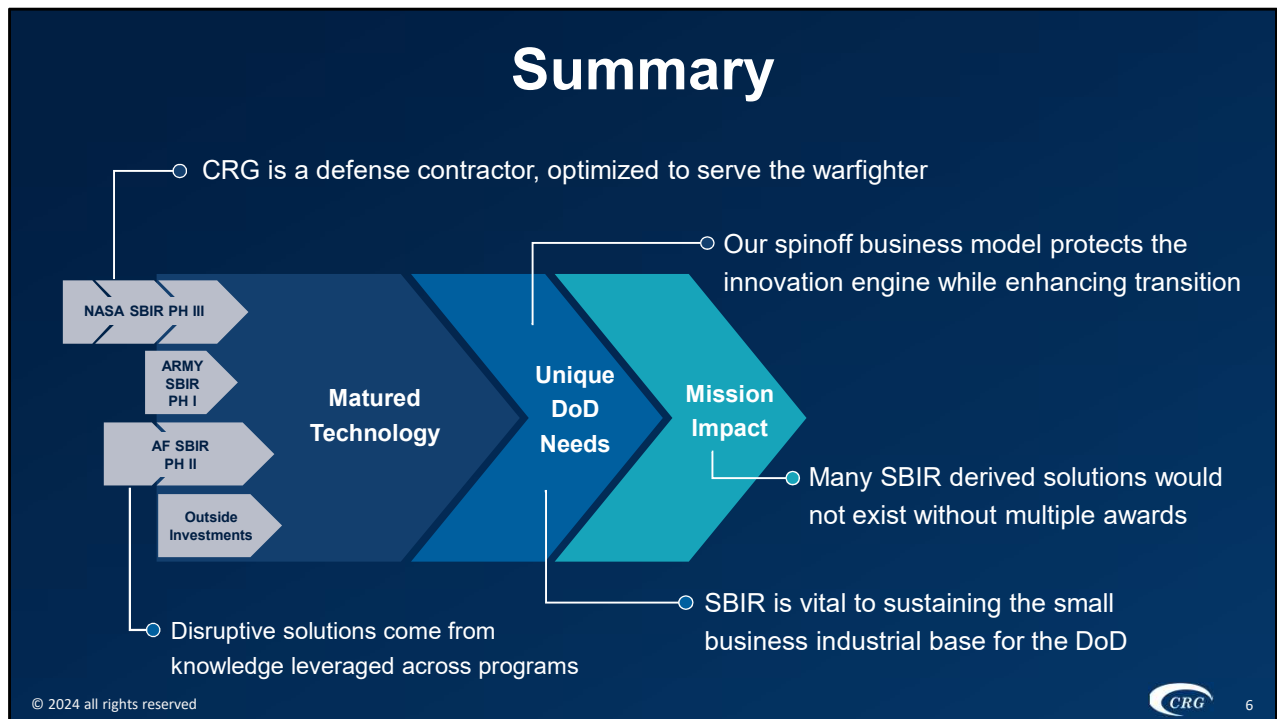 Summary
CRG is a defense contractor, optimized to serve the warfighter
Our spinoff business model protects the
innovation engine while enhancing transition
NASA SBIR PH III
ARMY
SBIR
PH I
AF SBIR
PH II
Outside
Investments
Matured
Technology
Unique
DoD
Needs
Mission
Impact
Many SBIR derived solutions would
not exist without multiple awards
SBIR is vital to sustaining the small
business industrial base for the DoD
Disruptive solutions come from
knowledge leveraged across programs
© 2024 all rights reserved
CRG
6